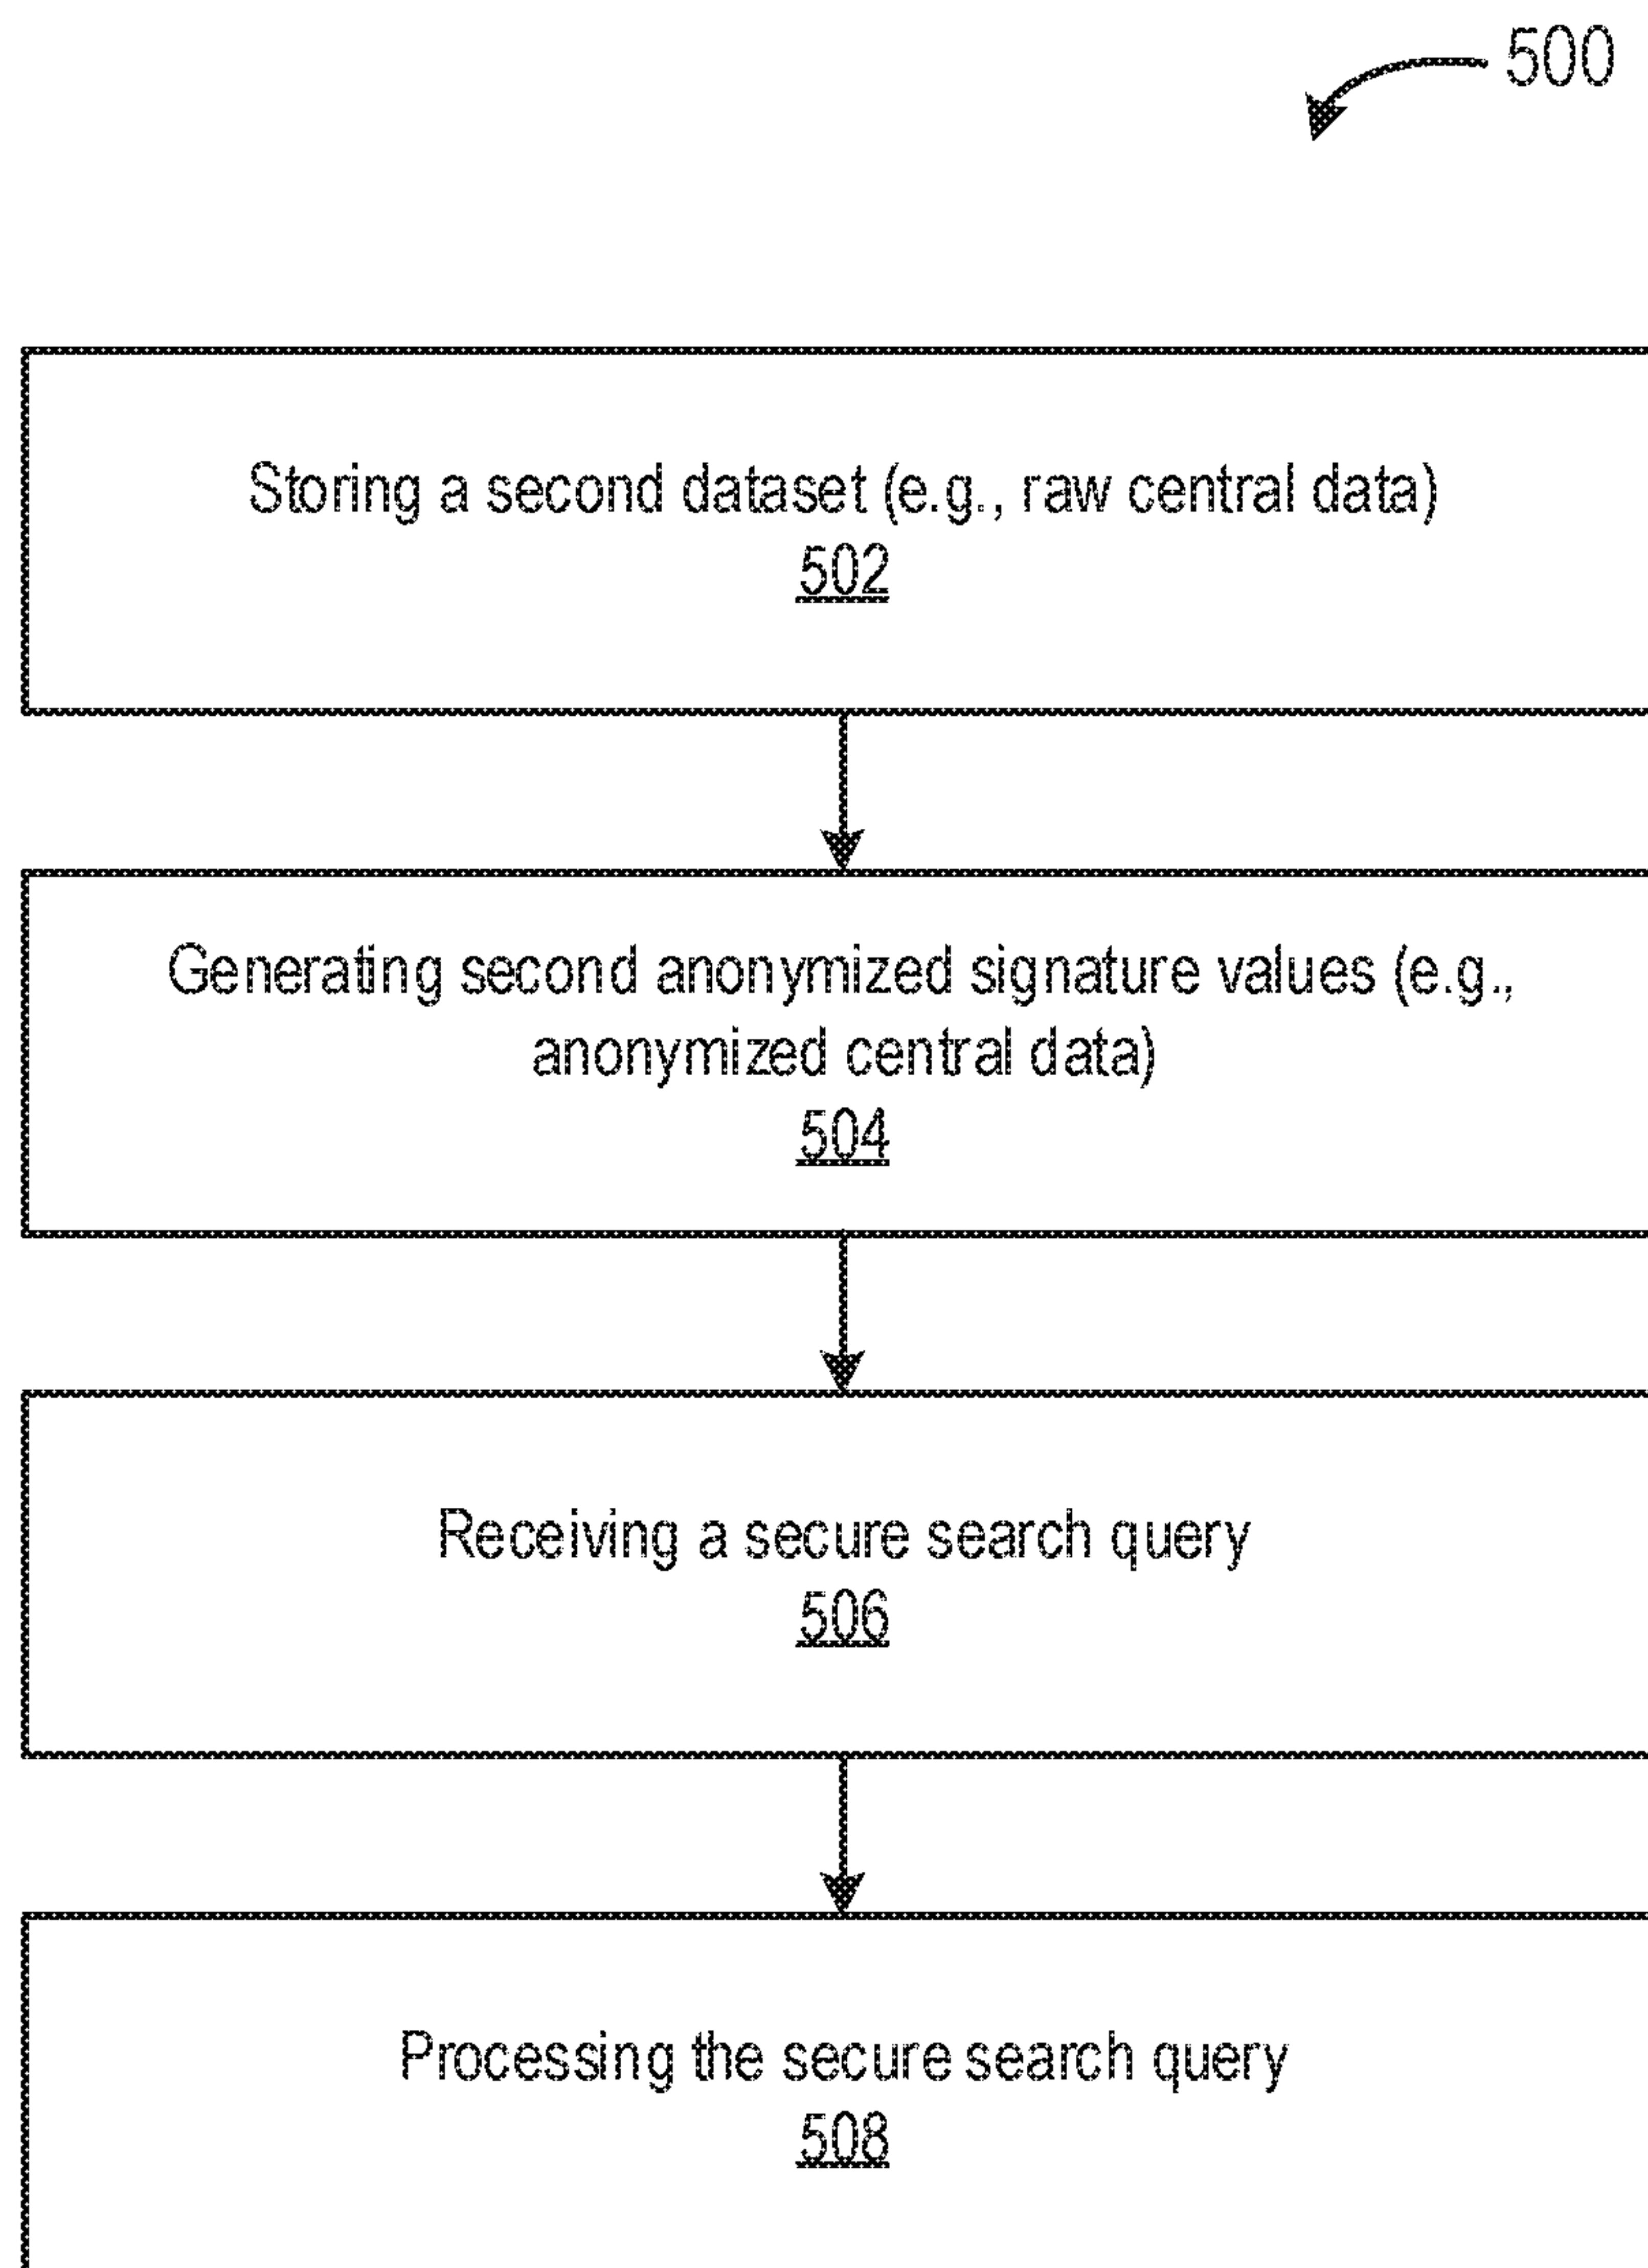 500
Storing a second dataset (e.g., raw central data)
502
Generating second anonymized signature values (e.g.,
anonymized central data)
504
Receiving a secure search query
506
Processing the secure search query
508